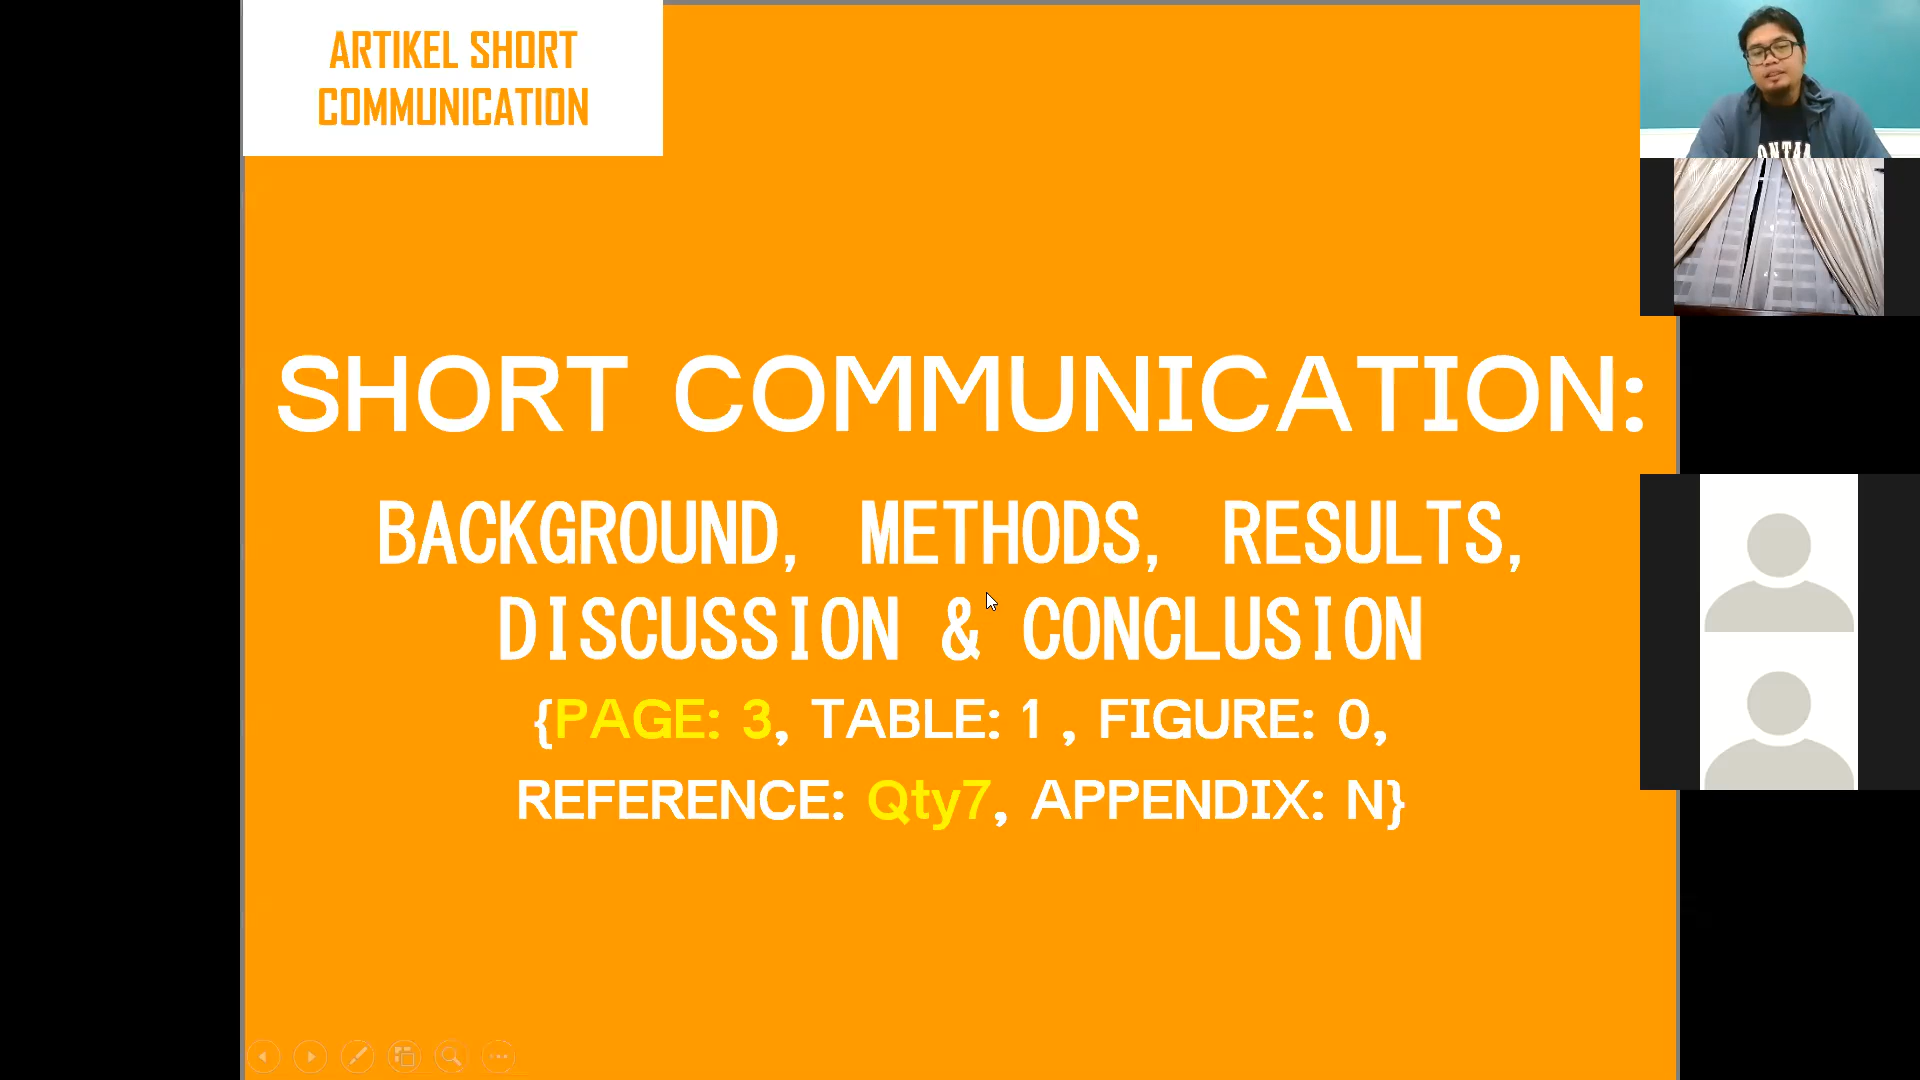 ARTIKEL SHORT
COMMUNICATION
SHORT COMMUNICATION:
BACKGROUND, METHODS, RESULTS,
DISCUSSION & CONCLUSION
{PAGE: 3, TABLE: 1 , FIGURE: 0,
REFERENCE: Qty7, APPENDIX: N}